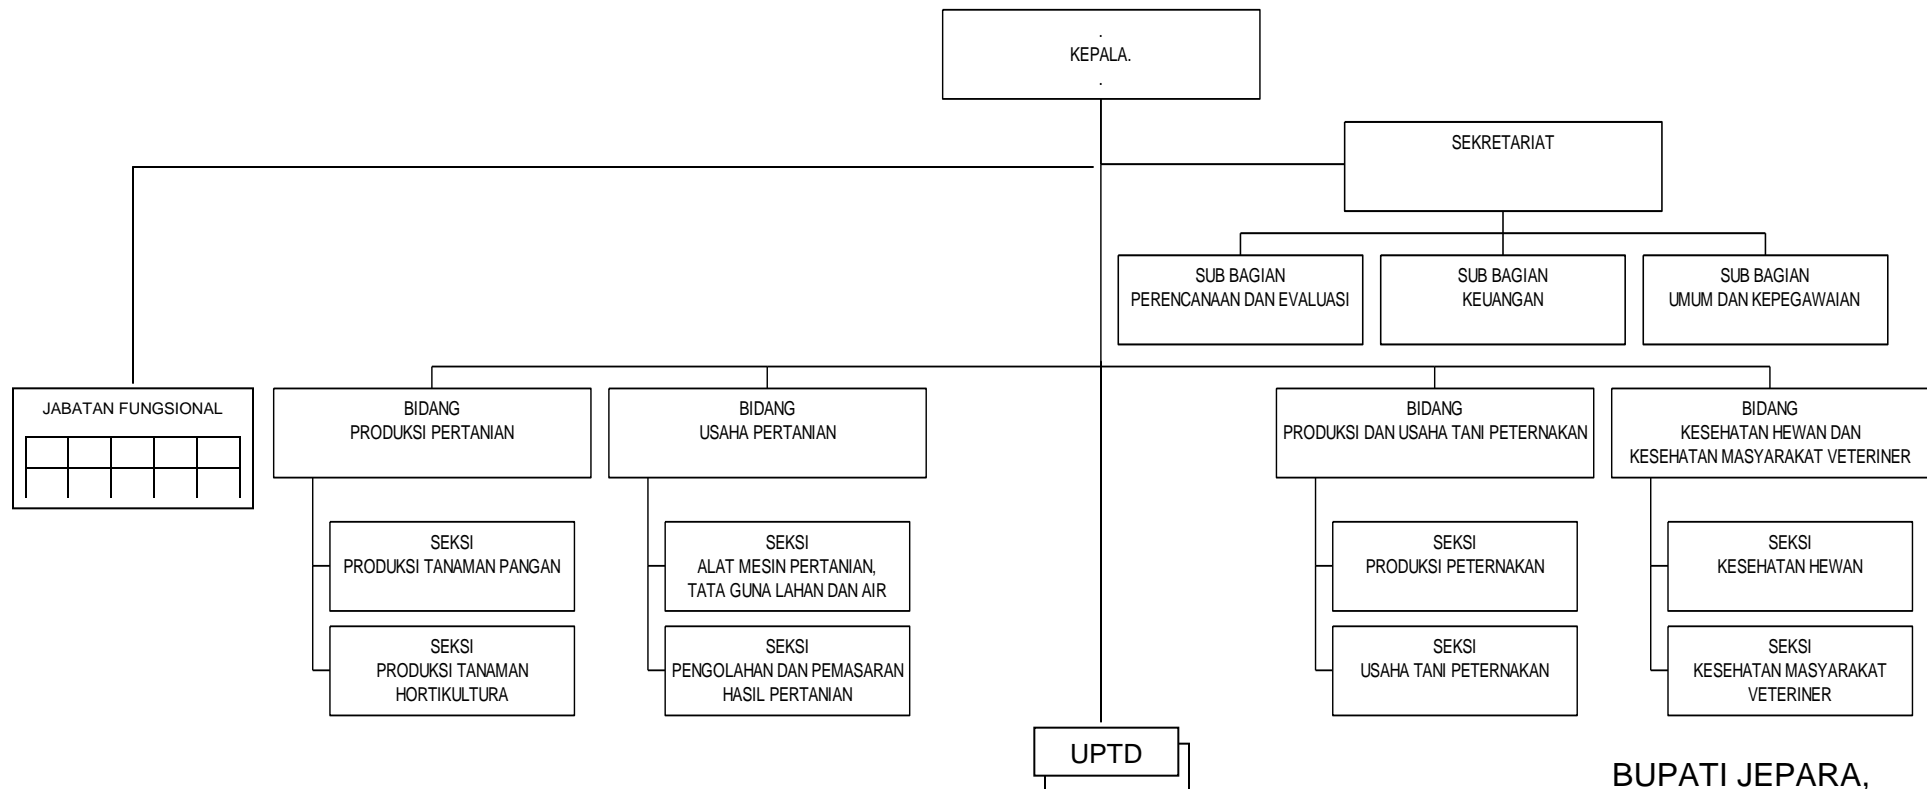 .
KEPALA.
.
SEKRETARIAT
SUB BAGIAN
PERENCANAAN DAN EVALUASI
SUB BAGIAN
KEUANGAN
SUB BAGIAN
UMUM DAN KEPEGAWAIAN
JABATAN FUNGSIONAL
BIDANG
PRODUKSI PERTANIAN
BIDANG
USAHA PERTANIAN
BIDANG
PRODUKSI DAN USAHA TANI PETERNAKAN
BIDANG
KESEHATAN HEWAN DAN
KESEHATAN MASYARAKAT VETERINER
SEKSI
PRODUKSI TANAMAN PANGAN
SEKSI
ALAT MESIN PERTANIAN,
TATA GUNA LAHAN DAN AIR
SEKSI
PRODUKSI PETERNAKAN
SEKSI
KESEHATAN HEWAN
SEKSI
PRODUKSI TANAMAN
HORTIKULTURA
SEKSI
PENGOLAHAN DAN PEMASARAN
HASIL PERTANIAN
SEKSI
USAHA TANI PETERNAKAN
SEKSI
KESEHATAN MASYARAKAT
VETERINER
UPTD
BUPATI JEPARA,